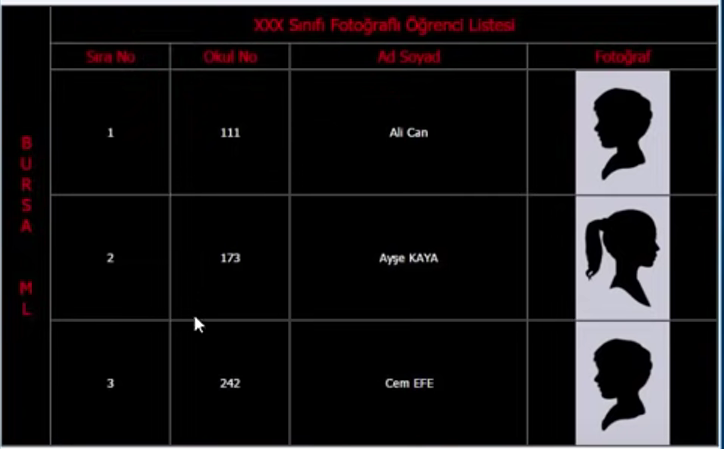 XXX Sınıfı Fotoğraflı Öğrenci Listesi
Sıra No Okul No Ad Soyad Fotoğraf
BURSA ML
1 111 Ali Can
2 173 Ayşe KAYA
3 242 Cem EFE